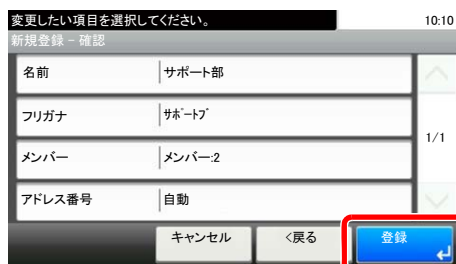 変更したい項目を選択してください。 10:10
新規登録 - 確認
名前 サポート部
フリガナ ｻﾎﾟｰﾄﾌﾞ
1/1
メンバー メンバー:2
アドレス番号 自動
キャンセル <戻る 登録